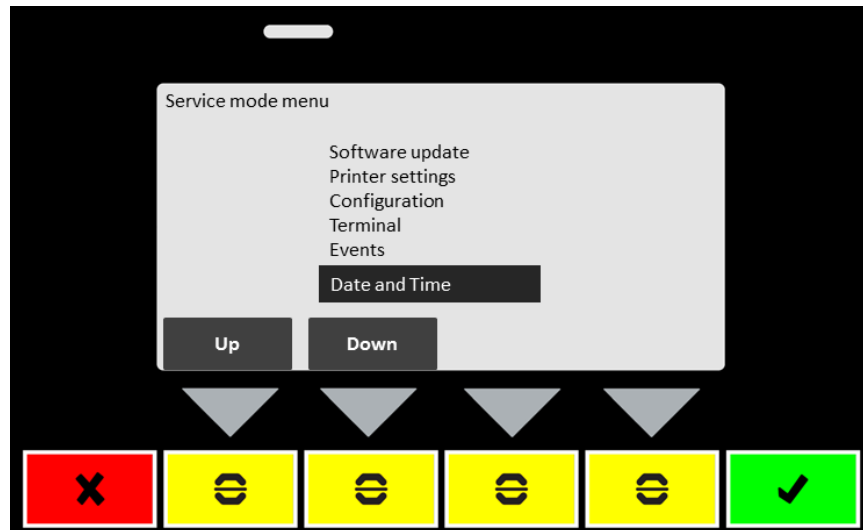 Service mode menu
Software update
Printer settings
Configuration
Terminal
Events
Date and Time
Up Down